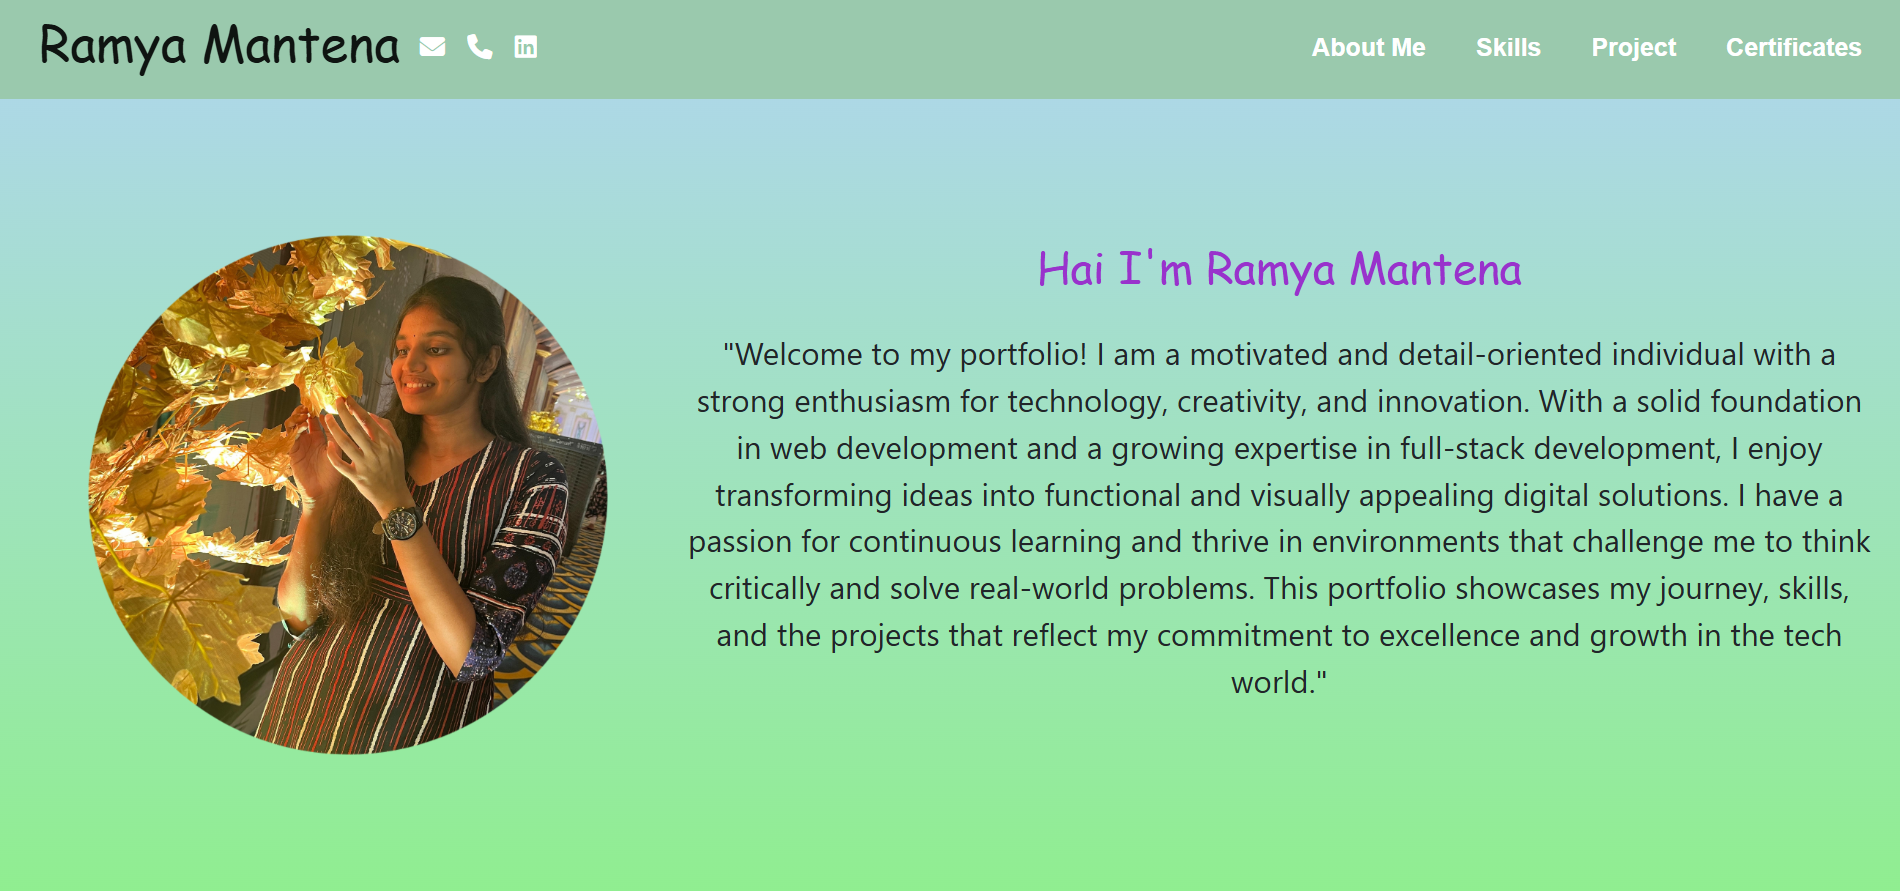 Ramya Mantena
About Me Skills Project Certificates
Hai I'm Ramya Mantena
"Welcome to my portfolio! I am a motivated and detail-oriented individual with a
strong enthusiasm for technology, creativity, and innovation. With a solid foundation
in web development and a growing expertise in full-stack development, I enjoy
transforming ideas into functional and visually appealing digital solutions. I have a
passion for continuous learning and thrive in environments that challenge me to think
critically and solve real-world problems. This portfolio showcases my journey, skills,
and the projects that reflect my commitment to excellence and growth in the tech
world."